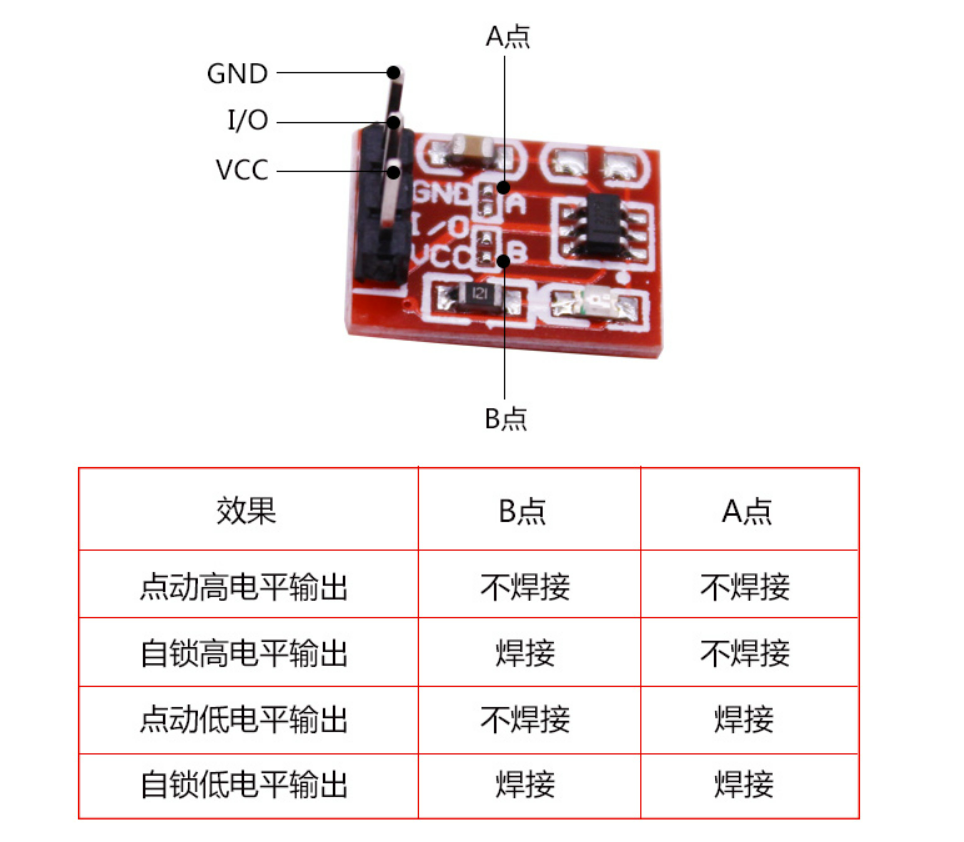 A点
GND
I/O
VCC
GND
A
I/O
VCC
B
121
B点
效果 B点 A点
点动高电平输出 不焊接 不焊接
自锁高电平输出 焊接 不焊接
点动低电平输出 不焊接 焊接
自锁低电平输出 焊接 焊接